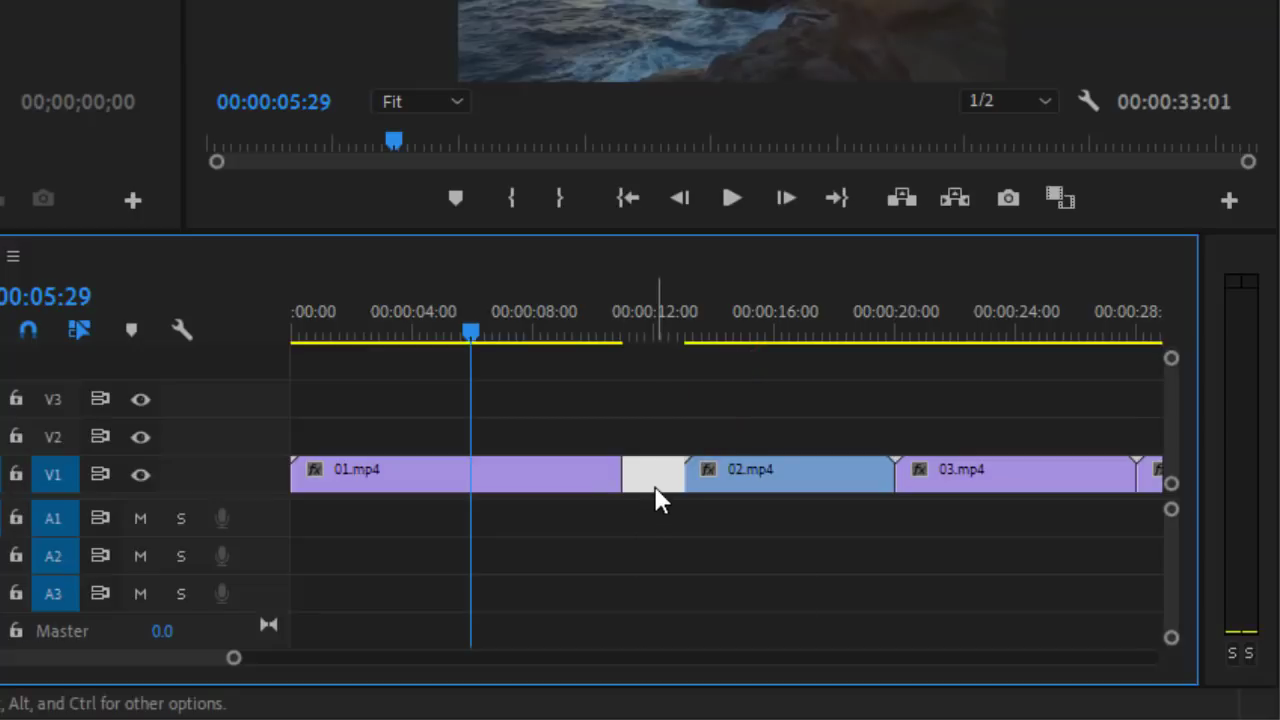 00;00;00;00
00:00:05:29
Fit
1/2
00:00:33:01
00:05:29
:00:00
00:00:04:00
00:00:08:00
00:00:12:00
00:00:16:00
00:00:20:00
00:00:24:00
00:00:28:
V3
V2
V1
fx 01.mp4
fx 02.mp4
fx 03.mp4
A1 M S
A2 M S
A3 M S
Master 0.0
S S
, Alt, and Ctrl for other options.